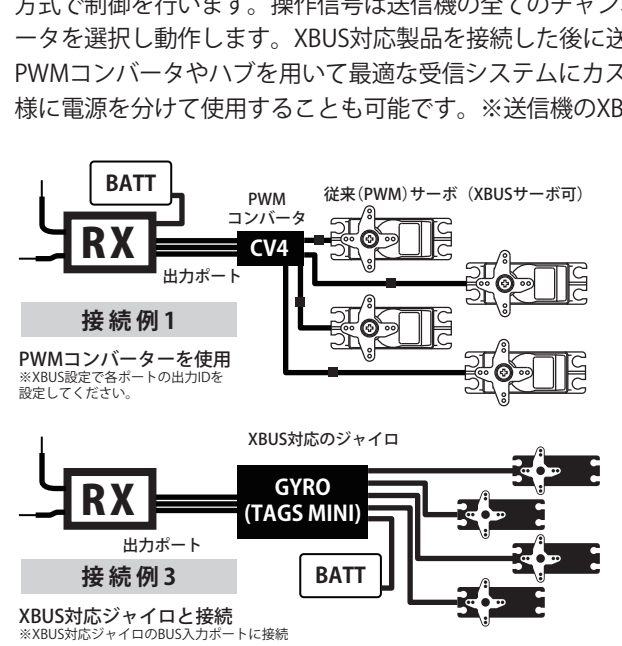 方式で制御を行います。操作信号は送信機の全てのチャン
ータを選択し動作します。XBUS対応製品を接続した後に送
PWMコンバータやハブを用いて最適な受信システムにカス
様に電源を分けて使用することも可能です。※送信機のXB
BATT
RX
PWM
コンバータ
CV4
従来(PWM)サーボ(XBUSサーボ可)
出力ポート
接続例1
PWMコンバーターを使用
※XBUS設定で各ポートの出力IDを
設定してください。
XBUS対応のジャイロ
RX
GYRO
(TAGS MINI)
出力ポート
BATT
接続例3
XBUS対応ジャイロと接続
※XBUS対応ジャイロのBUS入力ポートに接続